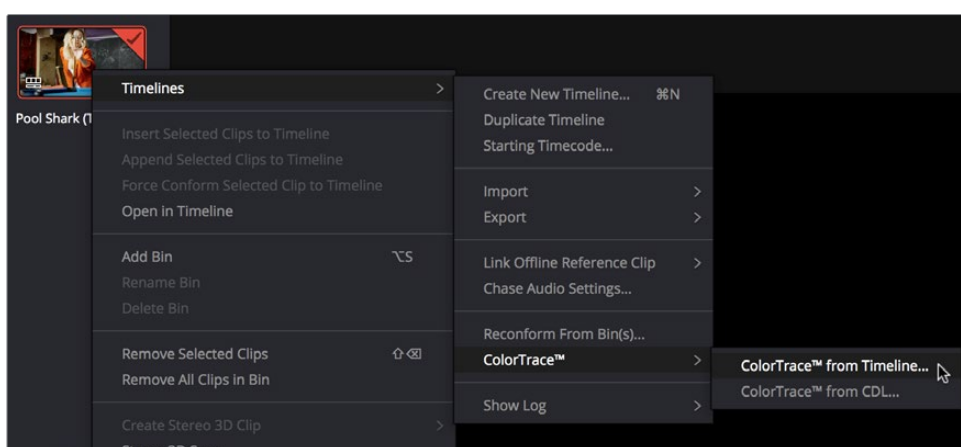 Pool Shark (T
Timelines >
Insert Selected Clips to Timeline
Append Selected Clips to Timeline
Force Conform Selected Clip to Timeline
Open in Timeline
Add Bin ⌥S
Rename Bin
Delete Bin
Remove Selected Clips ⇧⌫
Remove All Clips in Bin
Create Stereo 3D Clip >
Create New Timeline... ⌘N
Duplicate Timeline
Starting Timecode...
Import >
Export >
Link Offline Reference Clip >
Chase Audio Settings...
Reconform From Bin(s)...
ColorTrace™ >
Show Log >
ColorTrace™ from Timeline...
ColorTrace™ from CDL...